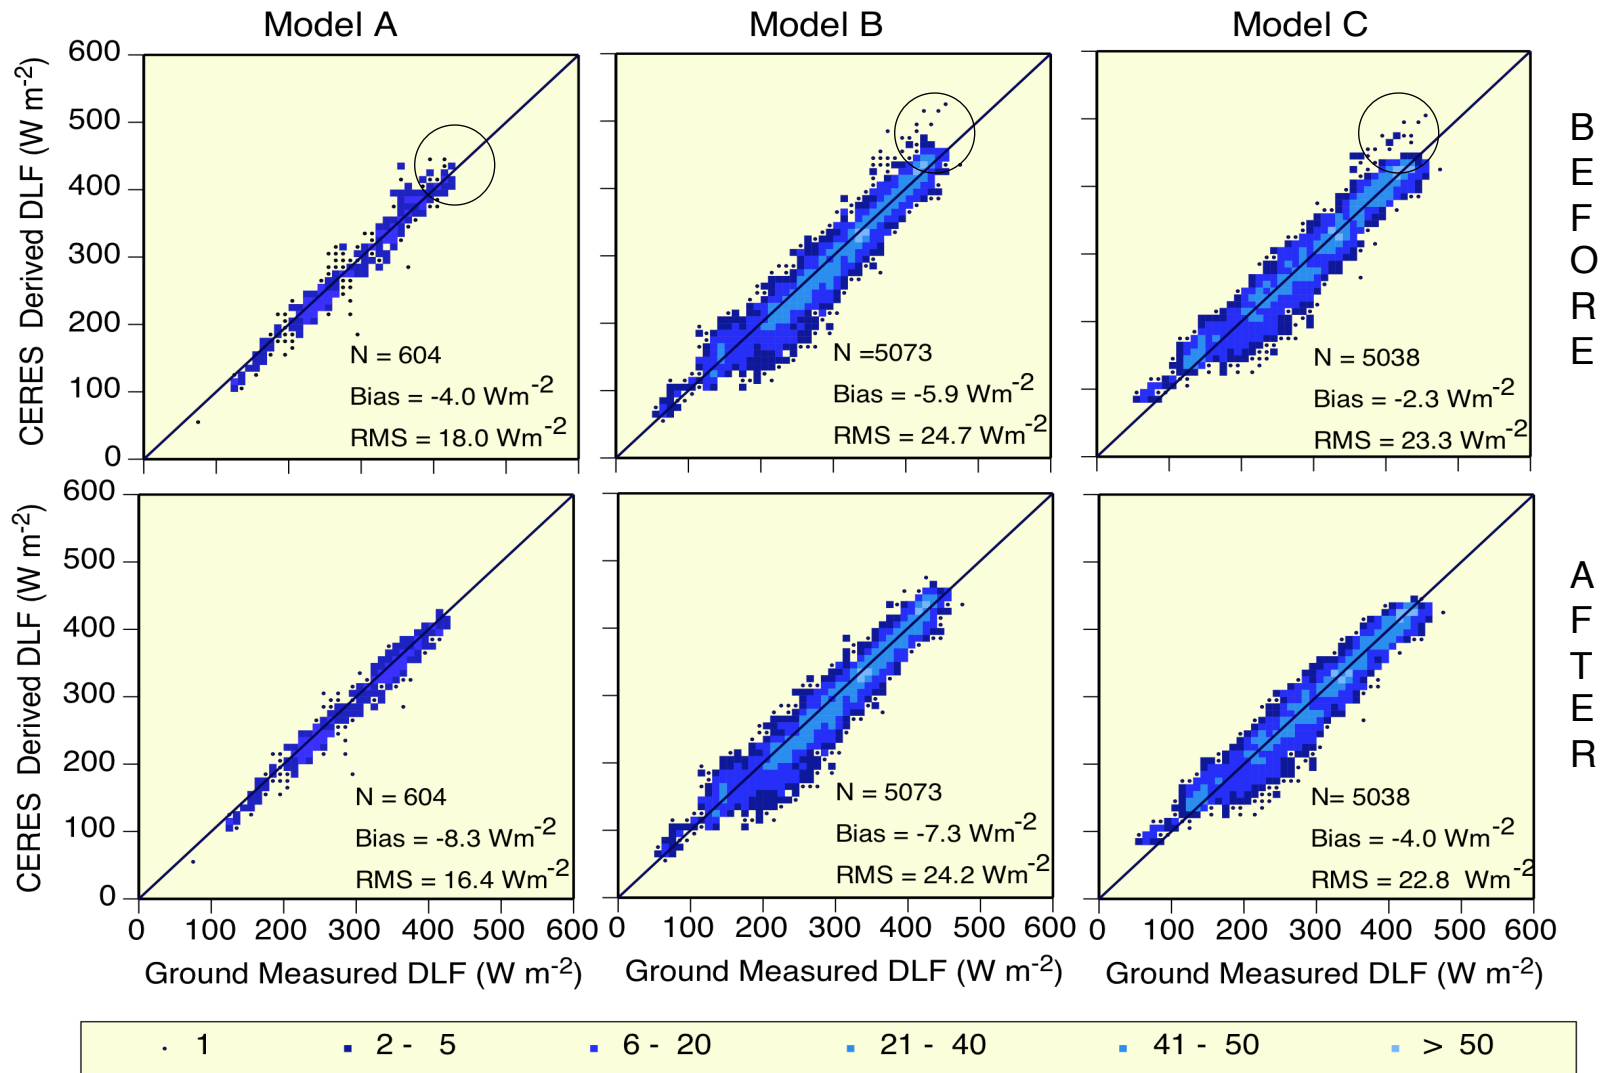 Model A Model B Model C
600
500
400
300
200
100
0
CERES Derived DLF (W m-2)
N = 604
Bias = -4.0 Wm-2
RMS = 18.0 Wm-2
N =5073
Bias = -5.9 Wm-2
RMS = 24.7 Wm-2
N = 5038
Bias = -2.3 Wm-2
RMS = 23.3 Wm-2
BEFORE
600
500
400
300
200
100
0
CERES Derived DLF (W m-2)
N = 604
Bias = -8.3 Wm-2
RMS = 16.4 Wm-2
N = 5073
Bias = -7.3 Wm-2
RMS = 24.2 Wm-2
N= 5038
Bias = -4.0 Wm-2
RMS = 22.8 Wm-2
AFTER
0 100 200 300 400 500 600 0 100 200 300 400 500 600 0 100 200 300 400 500 600
Ground Measured DLF (W m-2) Ground Measured DLF (W m-2) Ground Measured DLF (W m-2)
1 2 - 5 6 - 20 21 - 40 41 - 50 > 50